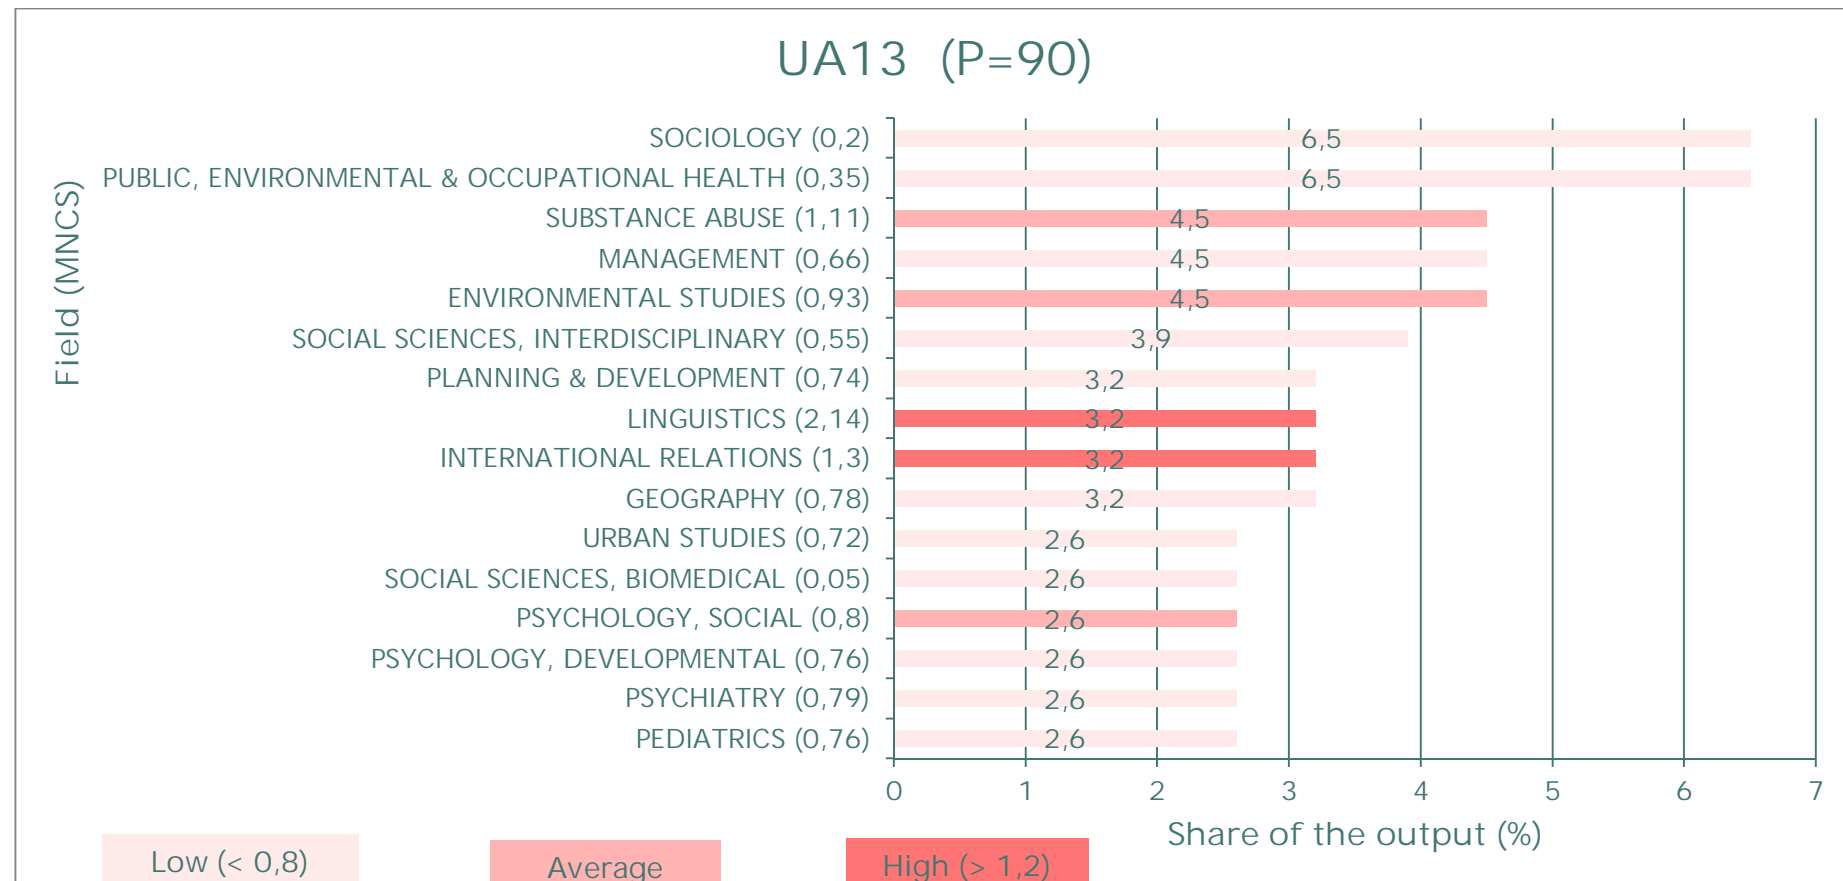 UA13 (P=90)
Field (MNCS)
SOCIOLOGY (0,2) 6,5
PUBLIC, ENVIRONMENTAL & OCCUPATIONAL HEALTH (0,35) 6,5
SUBSTANCE ABUSE (1,11) 4,5
MANAGEMENT (0,66) 4,5
ENVIRONMENTAL STUDIES (0,93) 4,5
SOCIAL SCIENCES, INTERDISCIPLINARY (0,55) 3,9
PLANNING & DEVELOPMENT (0,74) 3,2
LINGUISTICS (2,14) 3,2
INTERNATIONAL RELATIONS (1,3) 3,2
GEOGRAPHY (0,78) 3,2
URBAN STUDIES (0,72) 2,6
SOCIAL SCIENCES, BIOMEDICAL (0,05) 2,6
PSYCHOLOGY, SOCIAL (0,8) 2,6
PSYCHOLOGY, DEVELOPMENTAL (0,76) 2,6
PSYCHIATRY (0,79) 2,6
PEDIATRICS (0,76) 2,6
0 1 2 3 4 5 6 7
Share of the output (%)
Low (< 0,8) Average High (> 1,2)